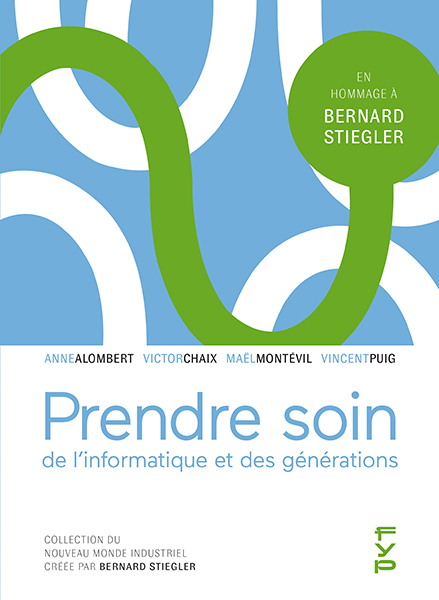 EN
HOMMAGE À
BERNARD
STIEGLER
ANNEALOMBERT VICTORCHAIX MAËLMONTÉVIL VINCENTPUIG
Prendre soin
de l'informatique et des générations
COLLECTION DU
NOUVEAU MONDE INDUSTRIEL
CRÉÉE PAR BERNARD STIEGLER
FYP